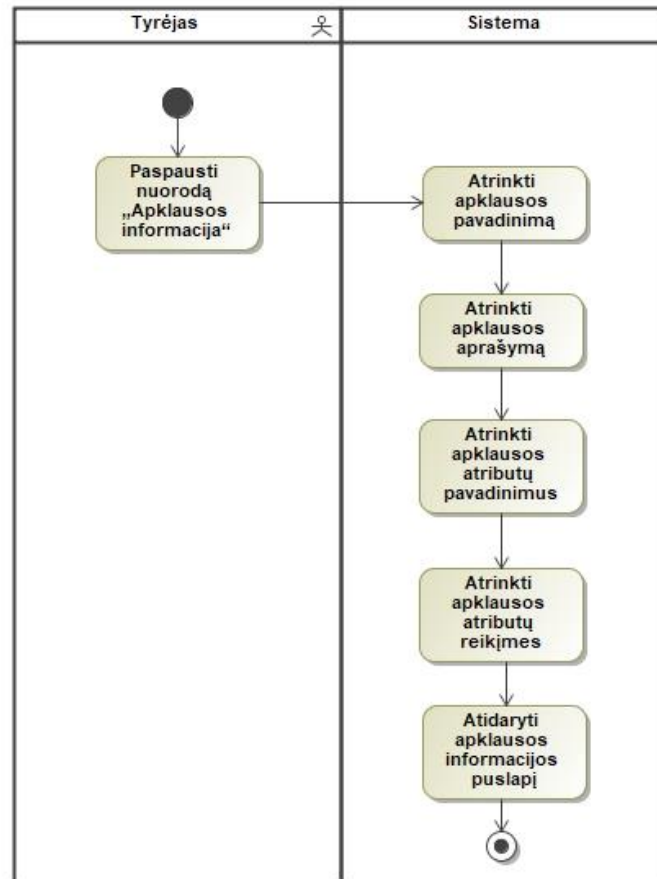 Tyrėjas
Sistema
Paspausti
nuorodą
„Apklausos
informacija“
Atrinkti
apklausos
pavadinimą
Atrinkti
apklausos
aprašymą
Atrinkti
apklausos
atributų
pavadinimus
Atrinkti
apklausos
atributų
reikįmes
Atidaryti
apklausos
informacijos
puslapį